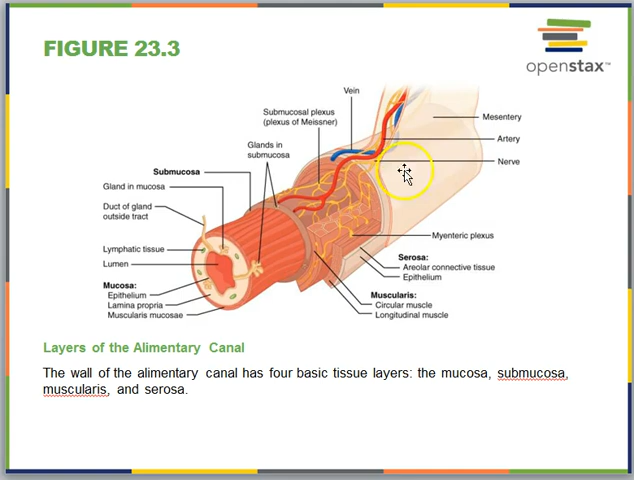 FIGURE 23.3
openstax™
Vein
Submucosal plexus
(plexus of Meissner)
Mesentery
Artery
Glands in
submucosa
Nerve
Submucosa
Gland in mucosa
Duct of gland
outside tract
Myenteric plexus
Lymphatic tissue
Lumen
Serosa:
Areolar connective tissue
Epithelium
Mucosa:
Epithelium
Lamina propria
Muscularis mucosae
Muscularis:
Circular muscle
Longitudinal muscle
Layers of the Alimentary Canal
The wall of the alimentary canal has four basic tissue layers: the mucosa, submucosa,
muscularis, and serosa.